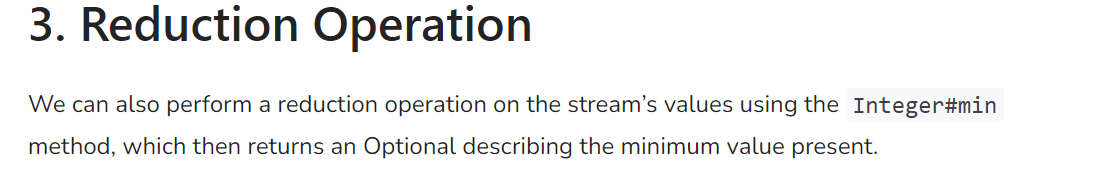 3. Reduction Operation
We can also perform a reduction operation on the stream’s values using the Integer#min
method, which then returns an Optional describing the minimum value present.